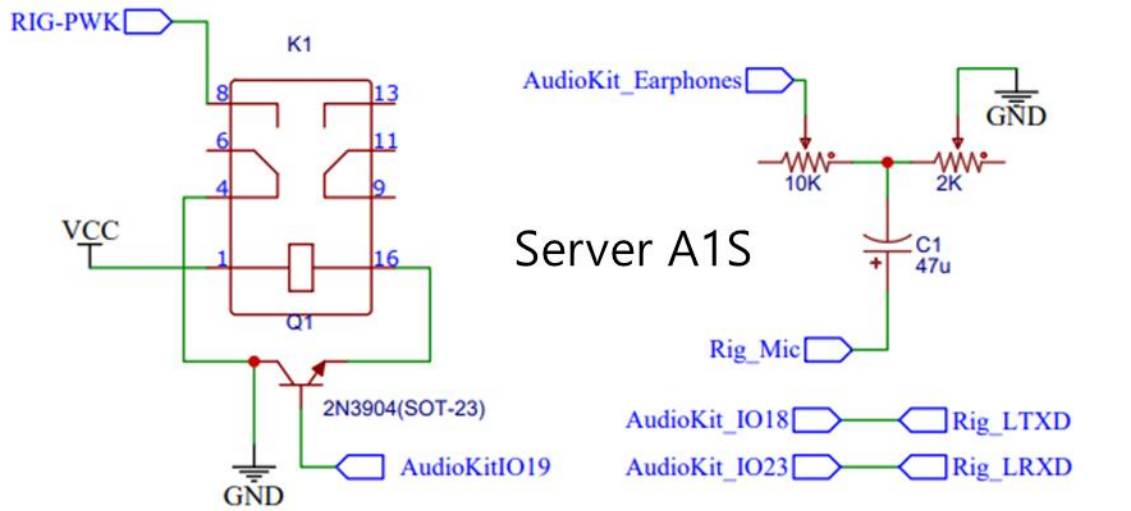 RIG-PWK
K1
8
13
6
11
4
9
VCC
1
16
Q1
2N3904(SOT-23)
AudioKitIO19
GND
AudioKit_Earphones
GND
10K
2K
Server A1S
C1
+
47u
Rig_Mic
AudioKit_IO18
Rig_LTXD
AudioKit_IO23
Rig_LRXD